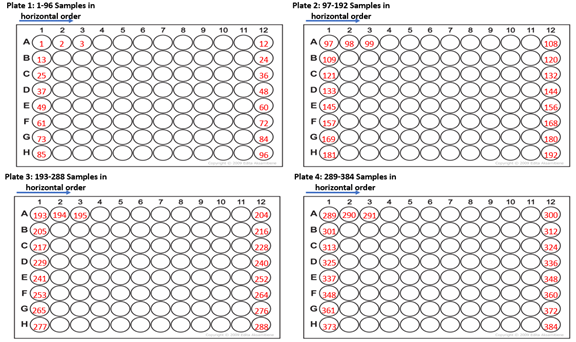 Plate 1: 1-96 Samples in
horizontal order
1 2 3 4 5 6 7 8 9 10 11 12
A 1 2 3 12
B 13 24
C 25 36
D 37 48
E 49 60
F 61 72
G 73 84
H 85 96
Plate 2: 97-192 Samples in
horizontal order
1 2 3 4 5 6 7 8 9 10 11 12
A 97 98 99 108
B 109 120
C 121 132
D 133 144
E 145 156
F 157 168
G 169 180
H 181 192
Plate 3: 193-288 Samples in
horizontal order
1 2 3 4 5 6 7 8 9 10 11 12
A 193 194 195 204
B 205 216
C 217 228
D 229 240
E 241 252
F 253 264
G 265 276
H 277 288
Plate 4: 289-384 Samples in
horizontal order
1 2 3 4 5 6 7 8 9 10 11 12
A 289 290 291 300
B 301 312
C 313 324
D 325 336
E 337 348
F 348 360
G 361 372
H 373 384